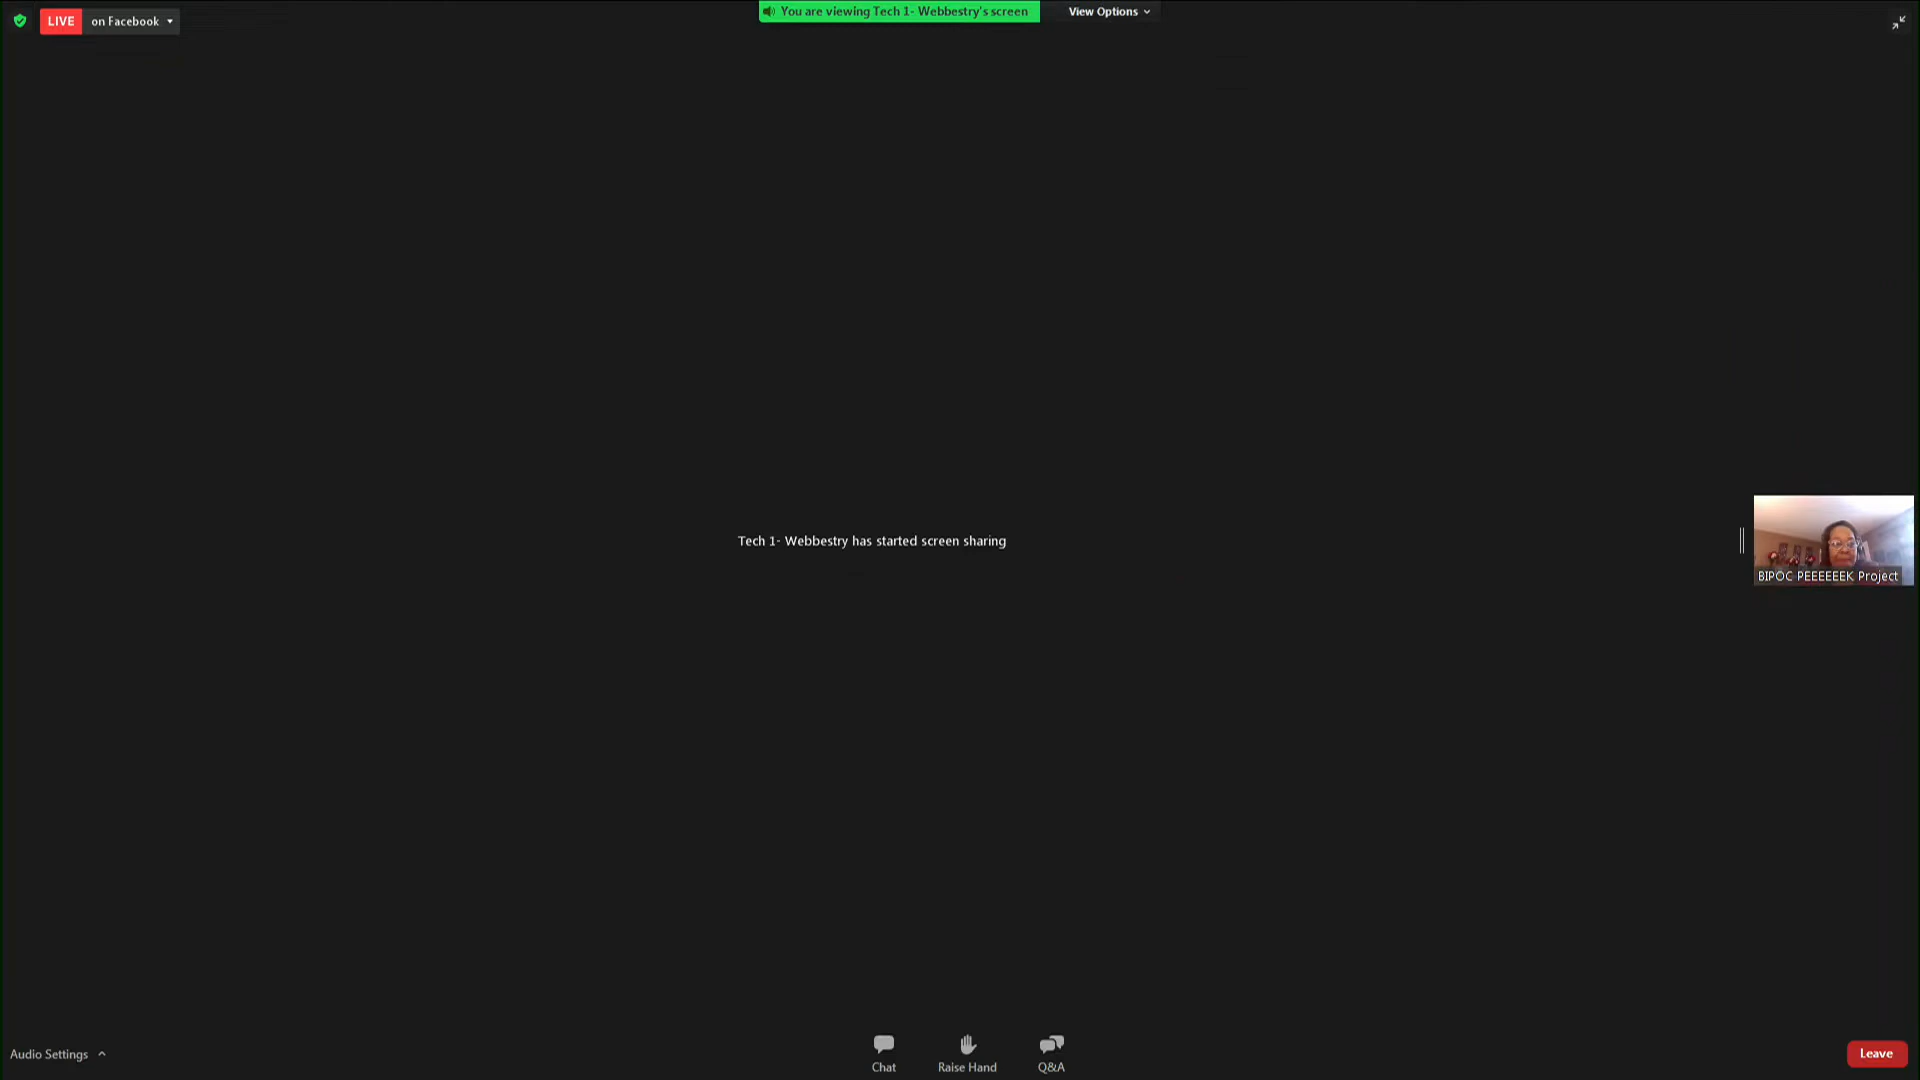 LIVE on Facebook
You are viewing Tech 1- Webbestry's screen
View Options
Tech 1- Webbestry has started screen sharing
BIPOC PEEEEEEK Project
Audio Settings
Chat
Raise Hand
Q&A
Leave